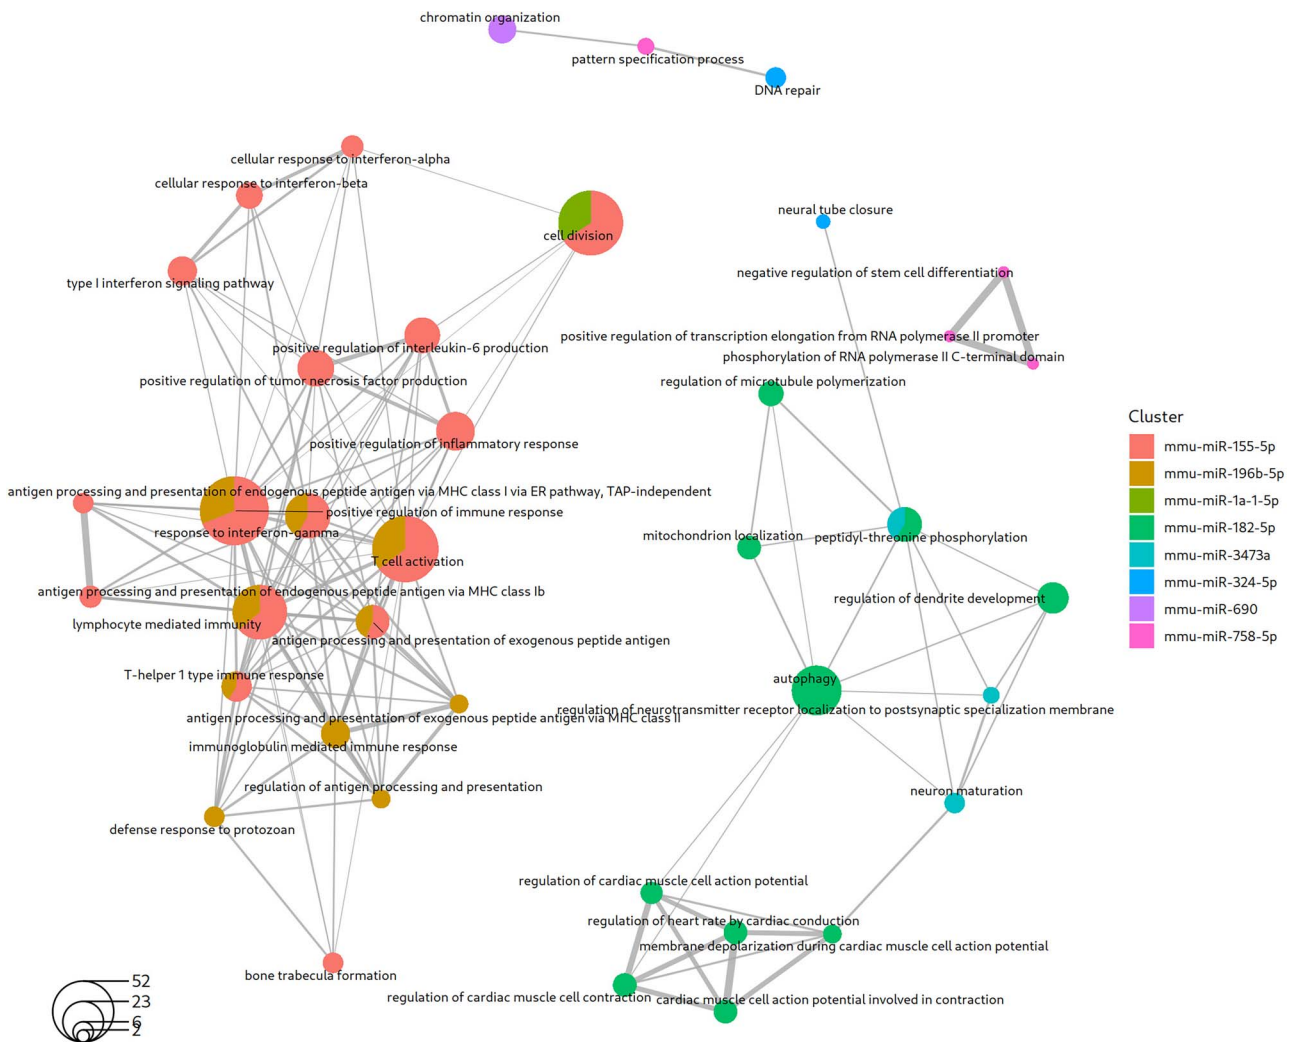 chromatin organization
pattern specification process
DNA repair
cellular response to interferon-alpha
cellular response to interferon-beta
neural tube closure
cell division
negative regulation of stem cell differentiation
type I interferon signaling pathway
positive regulation of transcription elongation from RNA polymerase II promoter
positive regulation of interleukin-6 production
phosphorylation of RNA polymerase II C-terminal domain
positive regulation of tumor necrosis factor production
regulation of microtubule polymerization
positive regulation of inflammatory response
antigen processing and presentation of endogenous peptide antigen via MHC class I via ER pathway, TAP-independent
positive regulation of immune response
response to interferon-gamma
mitochondrion localization
peptidyl-threonine phosphorylation
T cell activation
antigen processing and presentation of endogenous peptide antigen via MHC class Ib
regulation of dendrite development
lymphocyte mediated immunity
antigen processing and presentation of exogenous peptide antigen
T-helper 1 type immune response
autophagy
regulation of neurotransmitter receptor localization to postsynaptic specialization membrane
antigen processing and presentation of exogenous peptide antigen via MHC class II
immunoglobulin mediated immune response
regulation of antigen processing and presentation
neuron maturation
defense response to protozoan
regulation of cardiac muscle cell action potential
regulation of heart rate by cardiac conduction
membrane depolarization during cardiac muscle cell action potential
bone trabecula formation
regulation of cardiac muscle cell contraction
cardiac muscle cell action potential involved in contraction
Cluster
mmu-miR-155-5p
mmu-miR-196b-5p
mmu-miR-1a-1-5p
mmu-miR-182-5p
mmu-miR-3473a
mmu-miR-324-5p
mmu-miR-690
mmu-miR-758-5p
52
23
6
2